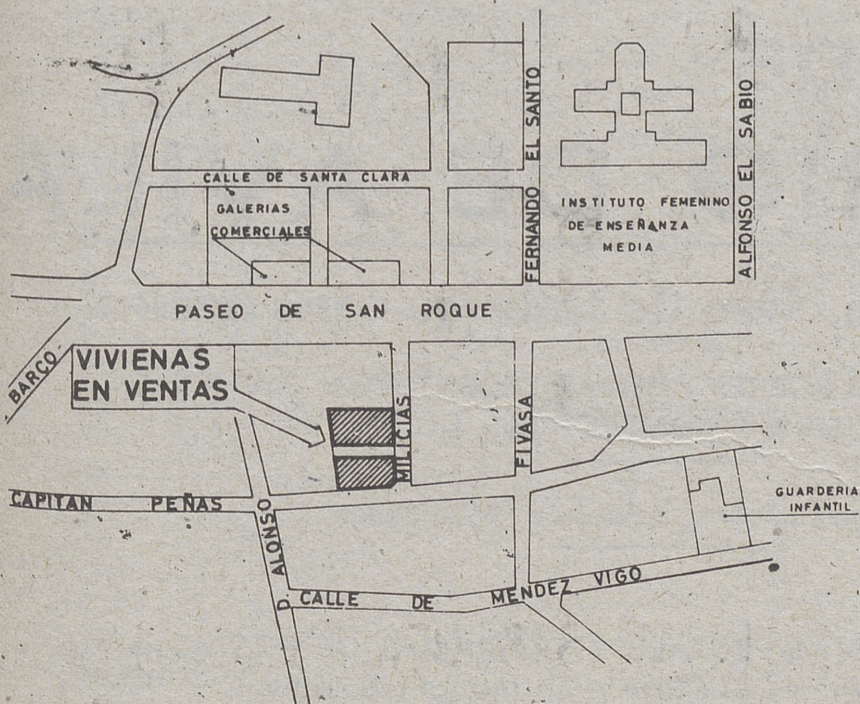 CALLE DE SANTA CLARA
GALERIAS
COMERCIALES
FERNANDO EL SANTO
INSTITUTO FEMENINO
DE ENSEÑANZA
MEDIA
ALFONSO EL SABIO
PASEO DE SAN ROQUE
BARCO
VIVIENAS
EN VENTAS
MILICIAS
FIVASA
CAPITAN PEÑAS
D. ALONSO
GUARDERIA
INFANTIL
CALLE DE MENDEZ VIGO